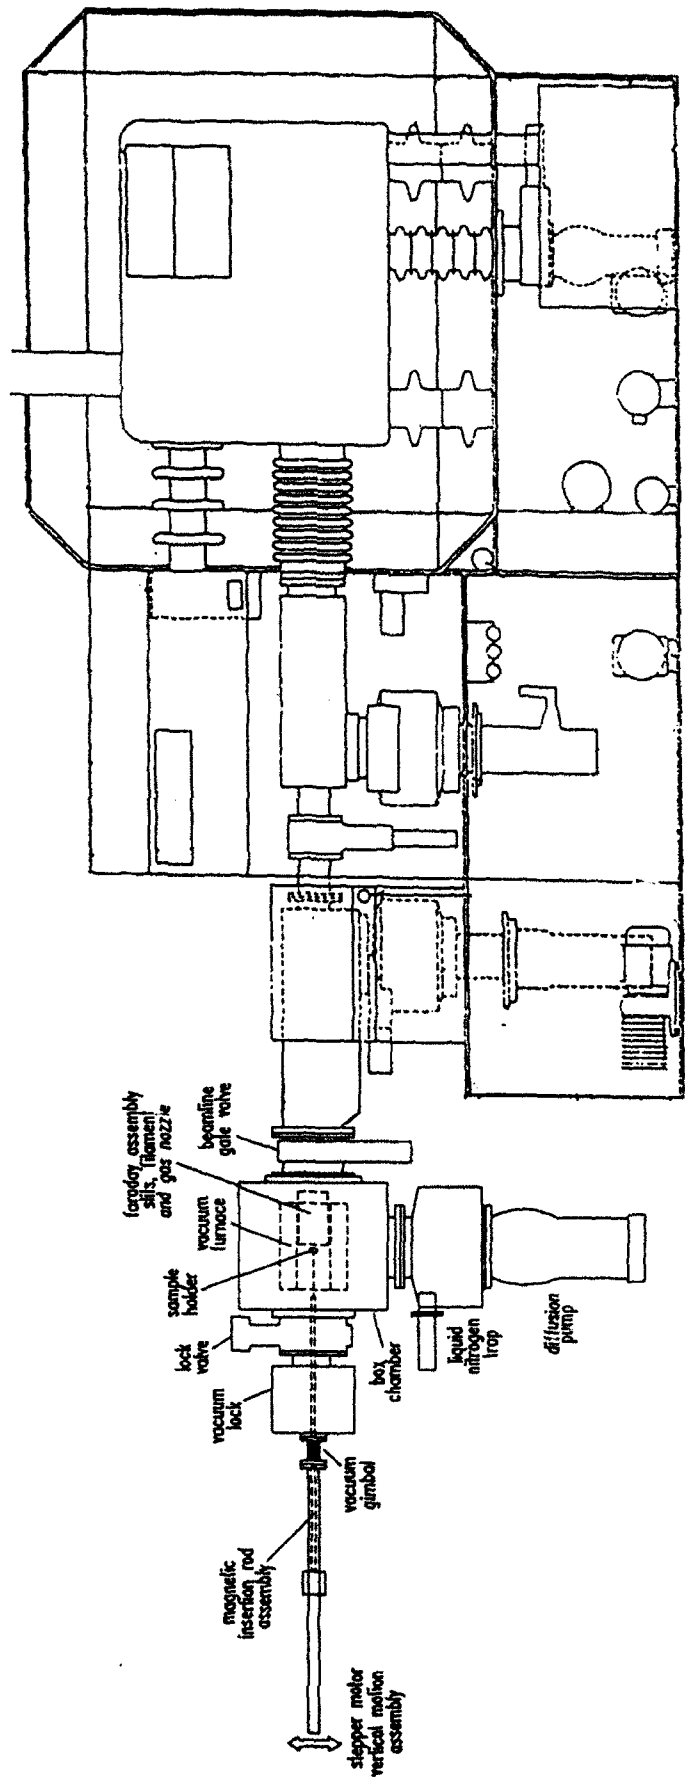 faraday assembly
slits, filament
and gas nozzle
beamline
gate valve
vacuum
furnace
sample
holder
lock
valve
vacuum
lock
box
chamber
liquid
nitrogen
trap
diffusion
pump
vacuum
gimbal
magnetic
insertion rod
assembly
stepper motor
vertical motion
assembly